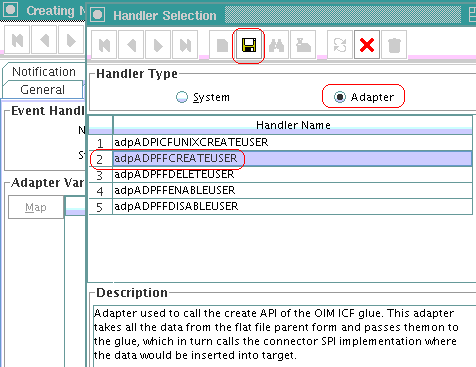 Creating N
Handler Selection
Notification
General
Event Handl
N
S
Adapter Var
Map
Handler Type
System
Adapter
Handler Name
1 adpADPICFUNIXCREATEUSER
2 adpADPFFCREATEUSER
3 adpADPFFDELETEUSER
4 adpADPFFENABLEUSER
5 adpADPFFDISABLEUSER
Description
Adapter used to call the create API of the OIM ICF glue. This adapter
takes all the data from the flat file parent form and passes themon to
the glue, which in turn calls the connector SPI implementation where
the data would be inserted into target.